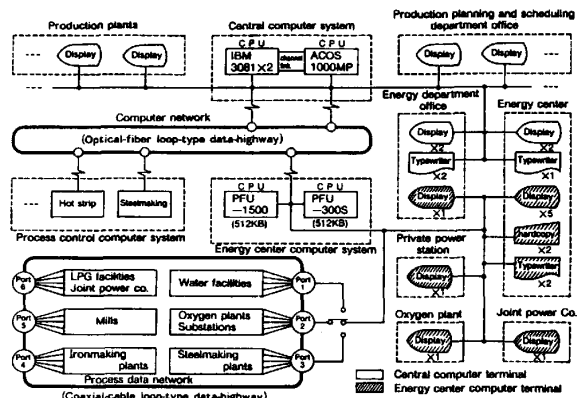 Production plants
Display
Display
Cantral computer system
CPU
IBM
3081×2
channel
link
CPU
ACOS
1000MP
Production planning and scheduling
department office
Display
Display
Computer network
(Optical-fiber loop-type data-highway)
Hot strip
Steelmaking
Process control computer system
CPU
PFU
-1500
(512KB)
CPU
PFU
-300S
(512KB)
Energy center computer system
Energy department
office
Display
×2
Typewriter
×2
Display
×1
Energy center
Display
×2
Typewriter
×1
Display
×5
Hardcopy
×2
Typewriter
×2
Private power
station
Display
×1
Oxygen plant
Display
×1
Joint power Co.
Display
×1
Port
6
LPG facilities
Joint power co.
Port
5
Mills
Port
4
Ironmaking
plants
Water facilities
Port
1
Oxygen plants
Substations
Port
2
Steelmaking
plants
Port
3
Process data network
(Coaxial-cable loop-type data-highway)
Central computer terminal
Energy center computer terminal